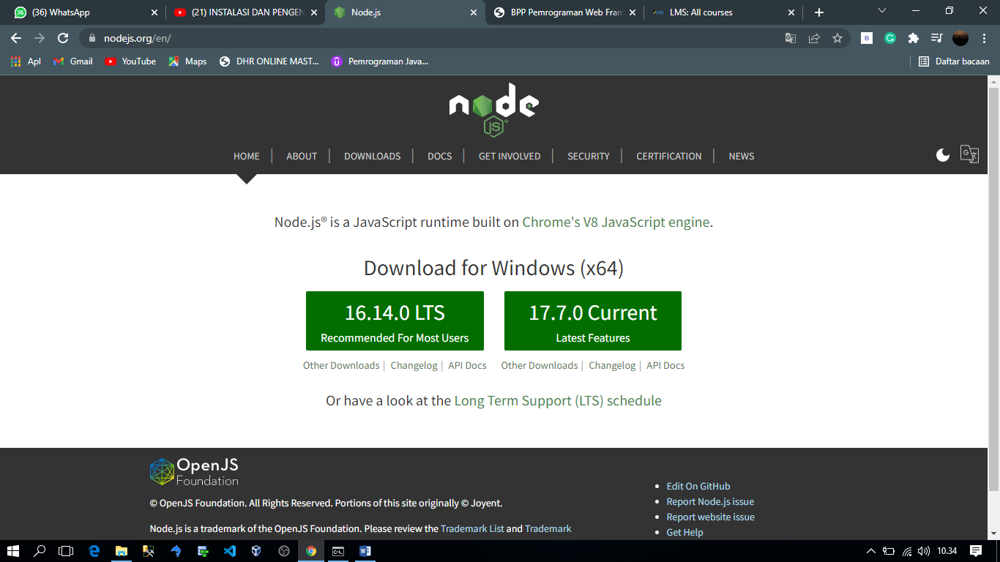 (36) WhatsApp
(21) INSTALASI DAN PENGEN
Node.js
BPP Pemrograman Web Fram
LMS: All courses
nodejs.org/en/
Apl
Gmail
YouTube
Maps
DHR ONLINE MAST...
Pemrograman Java...
Daftar bacaan
node
JS
HOME
ABOUT
DOWNLOADS
DOCS
GET INVOLVED
SECURITY
CERTIFICATION
NEWS
Node.js® is a JavaScript runtime built on Chrome's V8 JavaScript engine.
Download for Windows (x64)
16.14.0 LTS
Recommended For Most Users
17.7.0 Current
Latest Features
Other Downloads | Changelog | API Docs
Other Downloads | Changelog | API Docs
Or have a look at the Long Term Support (LTS) schedule
OpenJS
Foundation
© OpenJS Foundation. All Rights Reserved. Portions of this site originally © Joyent.
Node.js is a trademark of the OpenJS Foundation. Please review the Trademark List and Trademark
Edit On GitHub
Report Node.js issue
Report website issue
Get Help
10.34